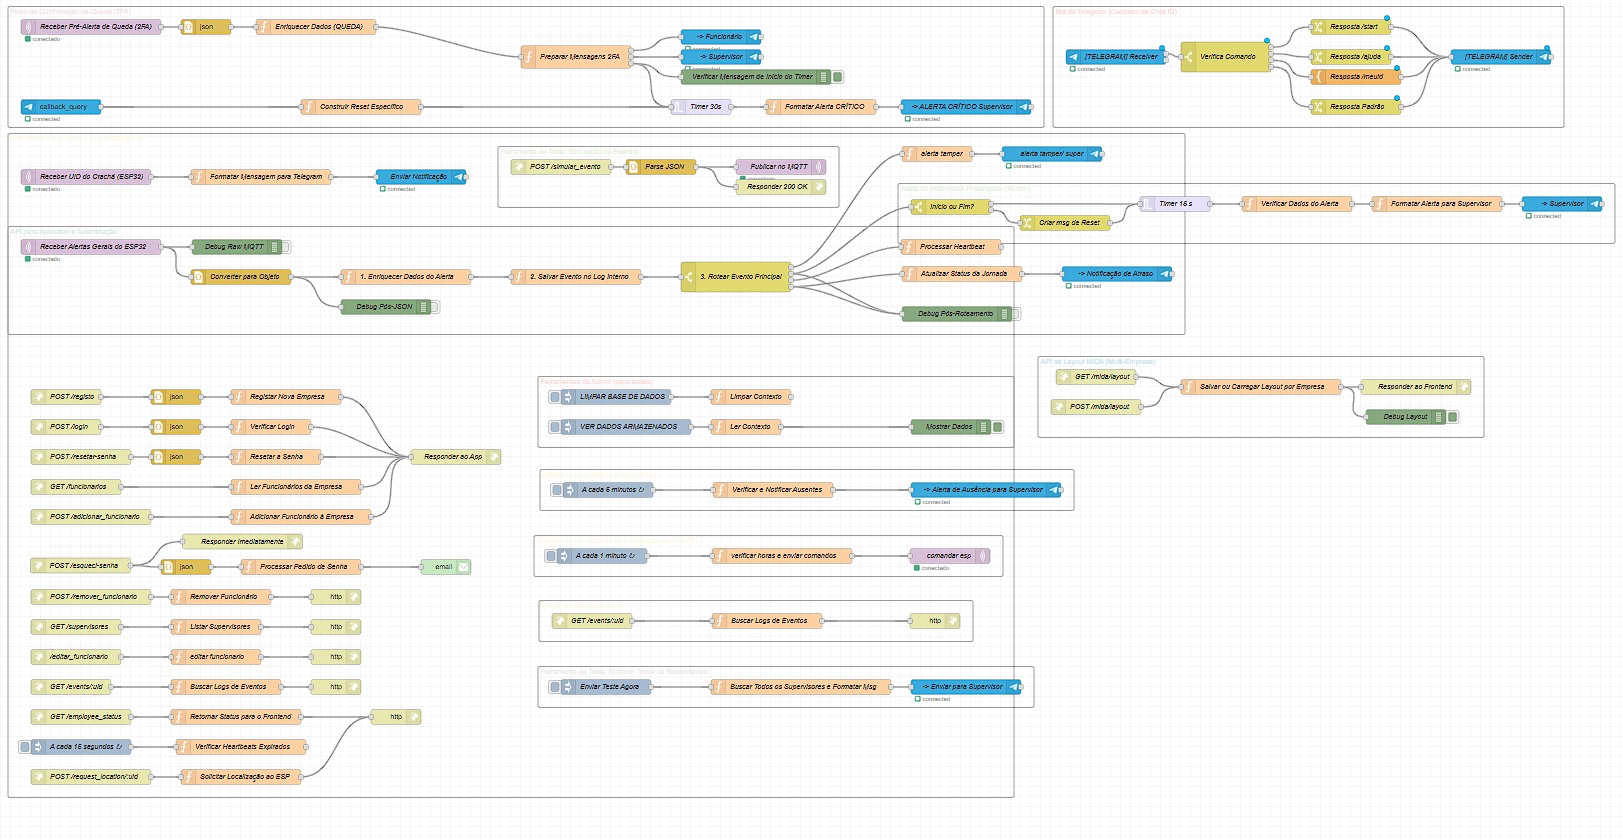 Fluxo de Confirmação de Queda (2FA)
Receber Pré-Alerta de Queda (2FA)
conectado
json
Enriquecer Dados (QUEDA)
Preparar Mensagens 2FA
-> Funcionário
connected
-> Supervisor
connected
Verificar Mensagem de Início do Timer
callback_query
connected
Construir Reset Específico
Timer 30s
Formatar Alerta CRÍTICO
-> ALERTA CRÍTICO Supervisor
connected
Bot do Telegram (Cadastro de Chat ID)
[TELEGRAM] Receiver
connected
Verifica Comando
Resposta /start
Resposta /ajuda
Resposta /meuid
Resposta Padrão
[TELEGRAM] Sender
connected
Receber UID do Crachá (ESP32)
conectado
Formatar Mensagem para Telegram
Enviar Notificação
connected
POST /simular_evento
Parse JSON
Publicar no MQTT
conectado
Responder 200 OK
alerta tamper
alerta tamper/ super
connected
Início ou Fim?
Criar msg de Reset
Timer 15 s
Verificar Dados do Alerta
Formatar Alerta para Supervisor
-> Supervisor
connected
API para Aplicativo e Autenticação
Receber Alertas Gerais do ESP32
conectado
Debug Raw MQTT
Converter para Objeto
1. Enriquecer Dados do Alerta
2. Salvar Evento no Log Interno
3. Rotear Evento Principal
Debug Pós-JSON
Processar Heartbeat
Atualizar Status da Jornada
-> Notificação de Atraso
connected
Debug Pós-Roteamento
API de Layout MIDA (Multi-Empresa)
GET /mida/layout
POST /mida/layout
Salvar ou Carregar Layout por Empresa
Responder ao Frontend
Debug Layout
POST /registo
json
Registar Nova Empresa
POST /login
json
Verificar Login
POST /resetar-senha
json
Resetar a Senha
Responder ao App
GET /funcionarios
Ler Funcionários da Empresa
POST /adicionar_funcionario
Adicionar Funcionário à Empresa
Responder Imediatamente
POST /esqueci-senha
json
Processar Pedido de Senha
email
POST /remover_funcionario
Remover Funcionário
http
GET /supervisores
Listar Supervisores
http
/editar_funcionario
editar funcionario
http
GET /events/:uid
Buscar Logs de Eventos
http
GET /employee_status
Retornar Status para o Frontend
http
A cada 15 segundos ↻
Verificar Heartbeats Expirados
POST /request_location/:uid
Solicitar Localização ao ESP
Ferramentas de Admin (para testes)
LIMPAR BASE DE DADOS
Limpar Contexto
VER DADOS ARMAZENADOS
Ler Contexto
Mostrar Dados
A cada 5 minutos ↻
Verificar e Notificar Ausentes
-> Alerta de Ausência para Supervisor
connected
A cada 1 minuto ↻
verificar horas e enviar comandos
comandar esp
conectado
GET /events/:uid
Buscar Logs de Eventos
http
Ferramenta de Teste: Notificar Todos os Supervisores
Enviar Teste Agora
Buscar Todos os Supervisores e Formatar Msg
-> Enviar para Supervisor
connected